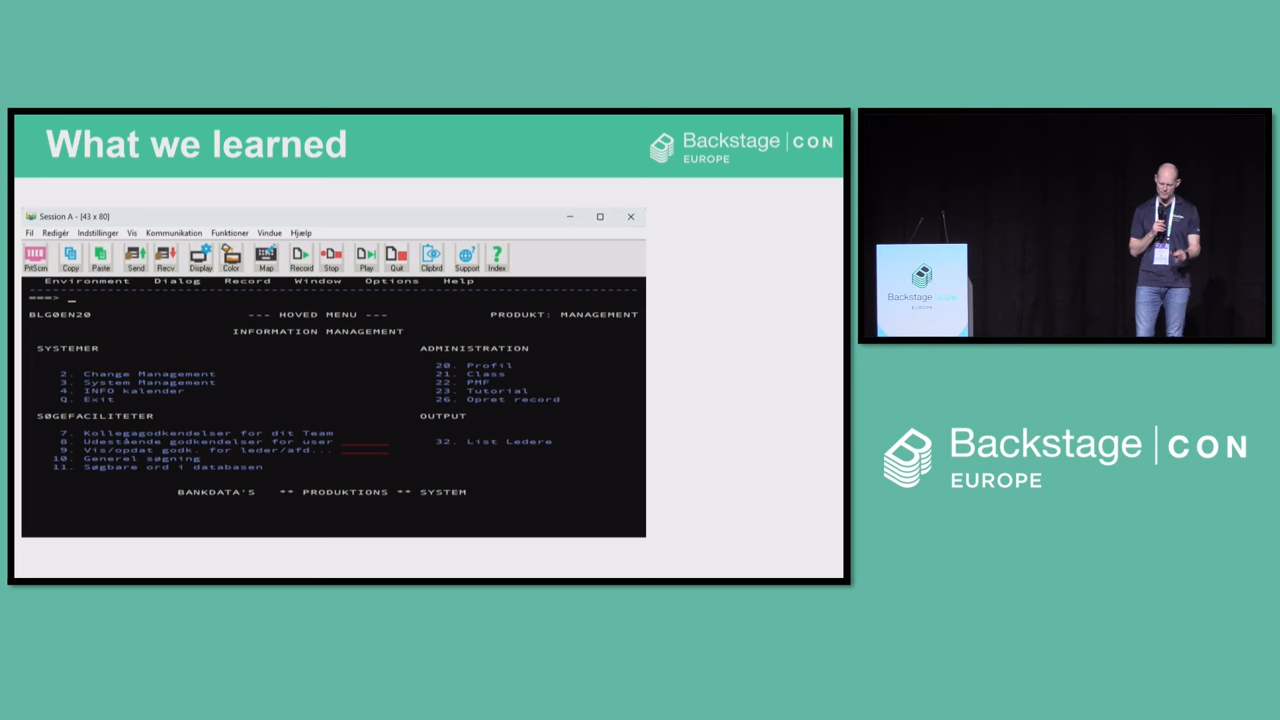 What we learned
Backstage | CON
EUROPE
Session A - [43 x 80]
Fil Redigér Indstillinger Vis Kommunikation Funktioner Vindue Hjælp
PrtScrn Copy Paste Send Recv Display Color Map Record Stop Play Quit Clipbrd Support Index
Environment Dialog Record Window Options Help
===> _
BLG0EN20 --- HOVED MENU --- PRODUKT: MANAGEMENT
INFORMATION MANAGEMENT
SYSTEMER ADMINISTRATION
20. Profil
2. Change Management 21. Class
3. System Management 22. PMF
4. INFO kalender 23. Tutorial
Q. Exit 26. Opret record
SØGEFACILITETER OUTPUT
7. Kollegagodkendelser for dit Team
8. Udestående godkendelser for user 32. List Ledere
9. Vis/opdat godk. for leder/afd...
10. Generel søgning
11. Søgbare ord i databasen
BANKDATA'S ** PRODUKTIONS ** SYSTEM
Backstage CON
EUROPE
Backstage | CON
EUROPE